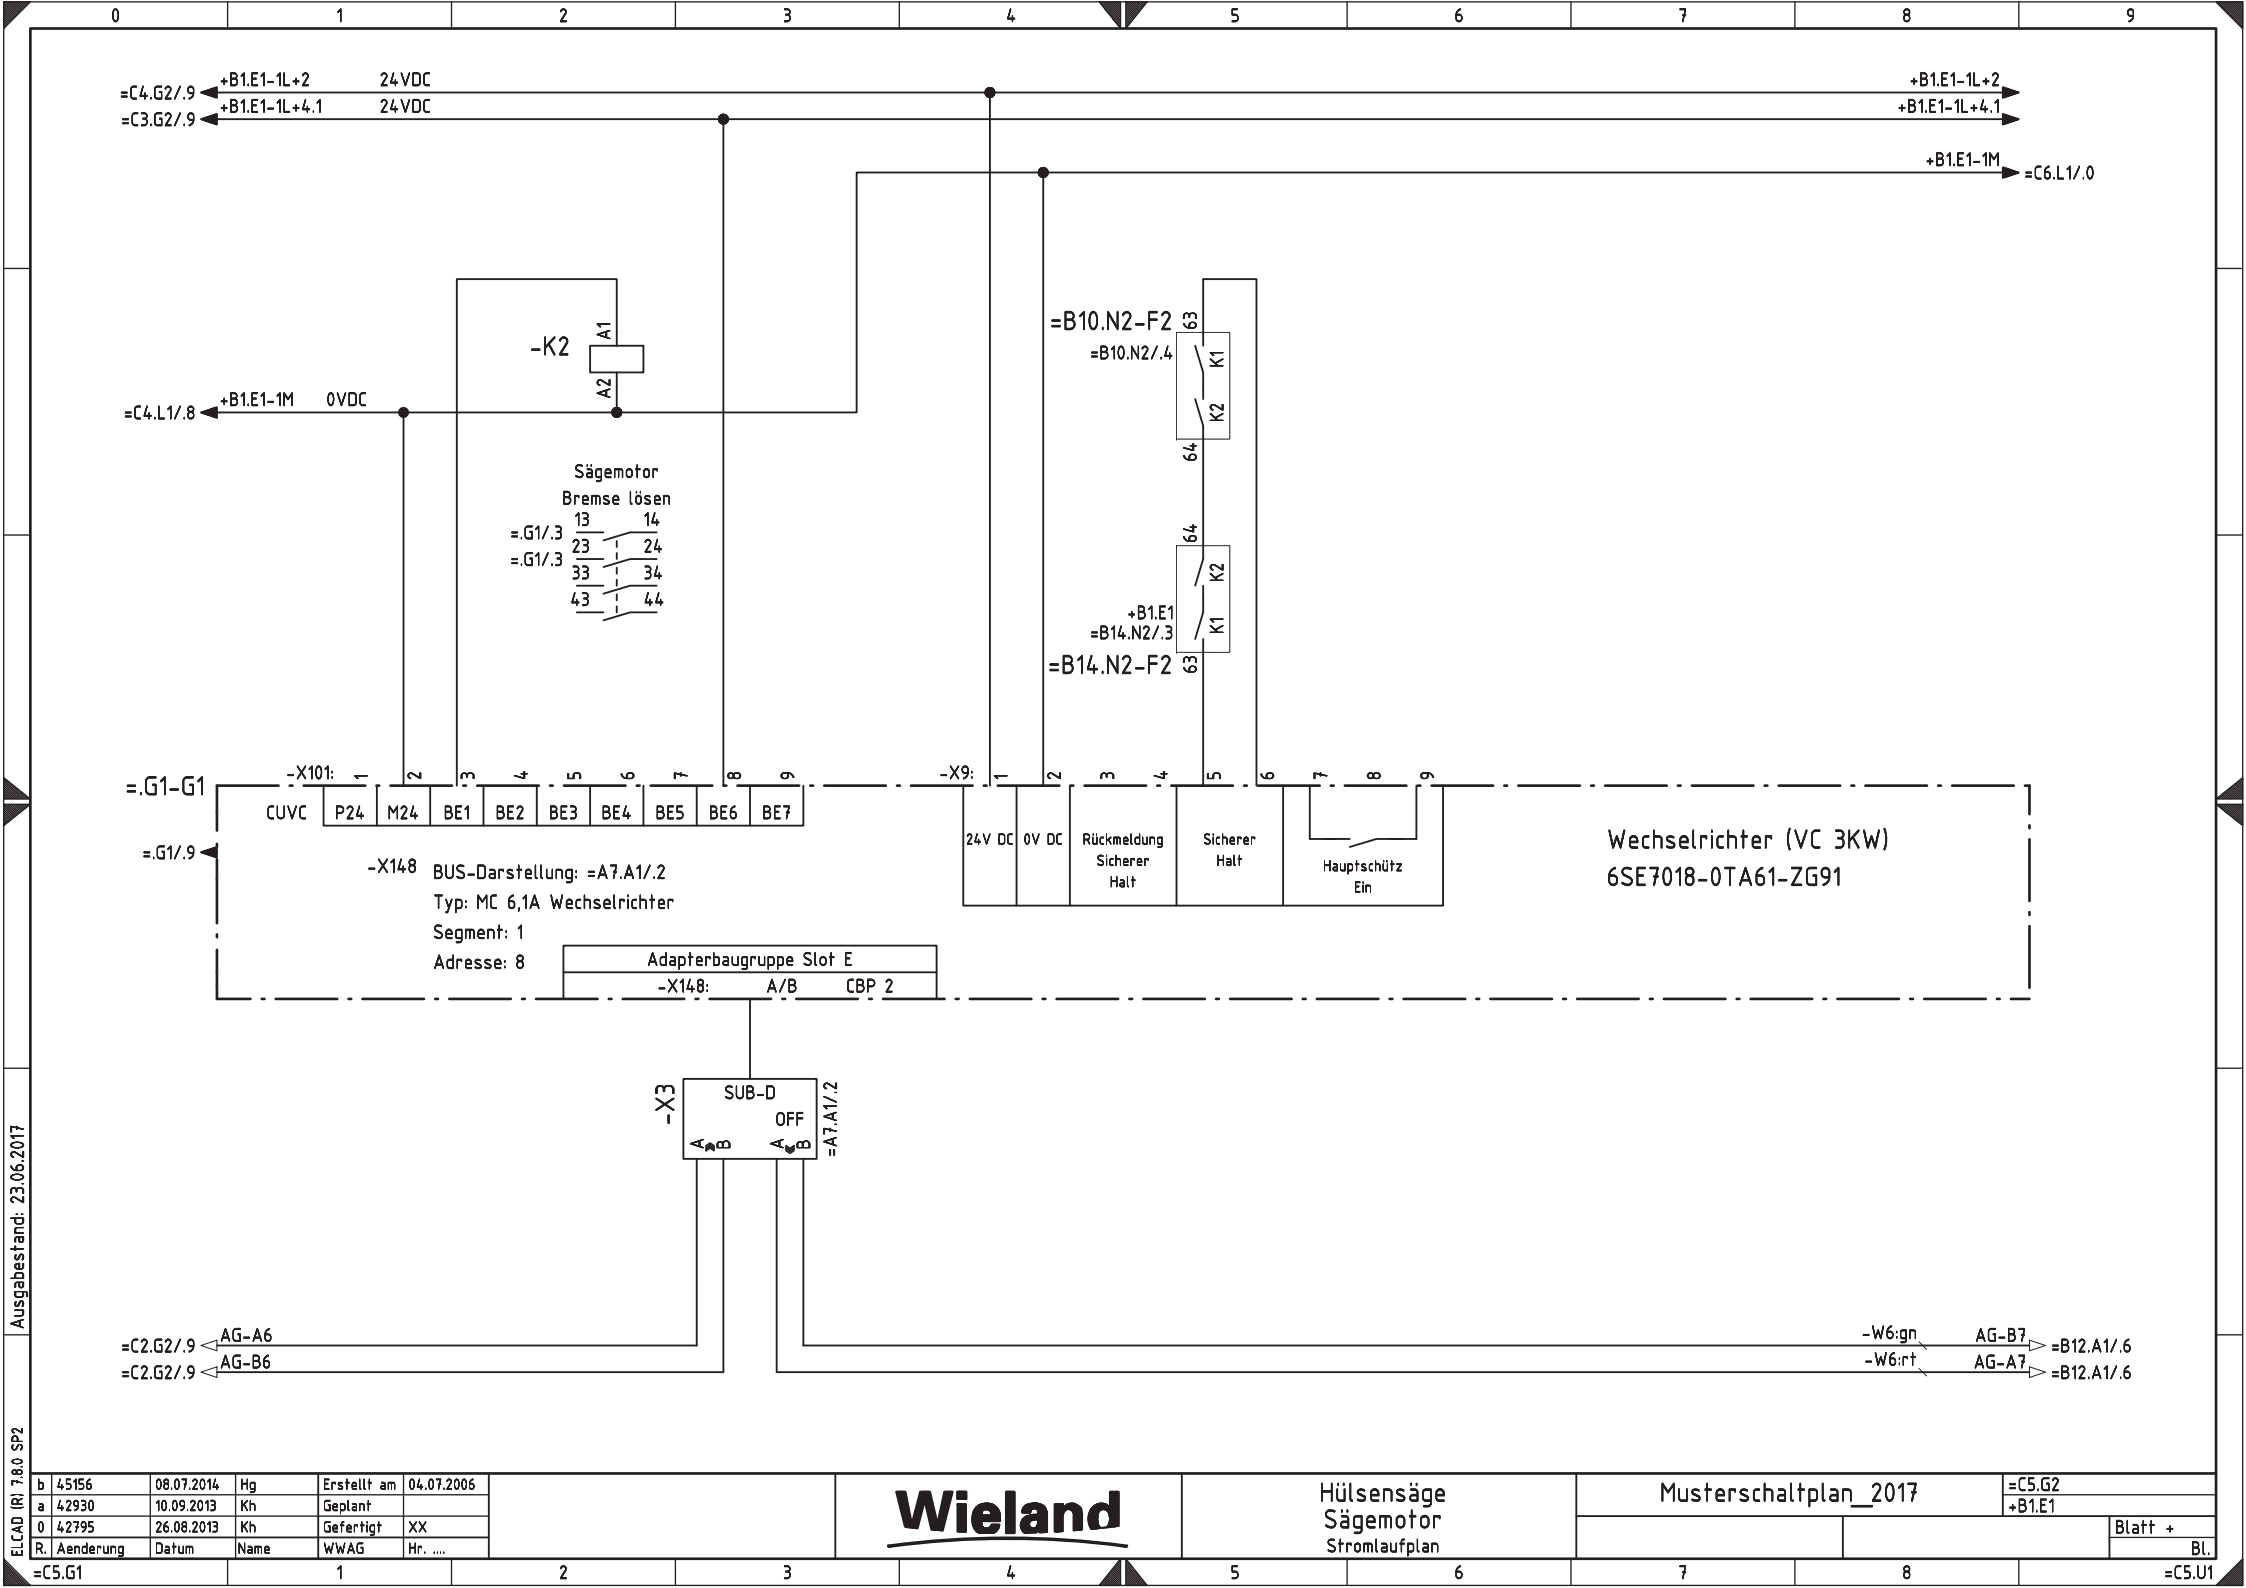 0 1 2 3 4 5 6 7 8 9
+B1.E1-1L+2 24VDC +B1.E1-1L+2
=C4.G2/.9
+B1.E1-1L+4.1 24VDC +B1.E1-1L+4.1
=C3.G2/.9
+B1.E1-1M
=C6.L1/.0
-K2
A1
A2
+B1.E1-1M 0VDC
=C4.L1/.8
=B10.N2-F2
=B10.N2/.4
63
K1
K2
64
Sägemotor
Bremse lösen
13 14
=.G1/.3
23 24
=.G1/.3
33 34
43 44
64
K2
K1
63
+B1.E1
=B14.N2/.3
=B14.N2-F2
=.G1-G1
-X101: 1 2 3 4 5 6 7 8 9
-X9: 1 2 3 4 5 6 7 8 9
CUVC P24 M24 BE1 BE2 BE3 BE4 BE5 BE6 BE7
24V DC
0V DC
Rückmeldung
Sicherer
Halt
Sicherer
Halt
Hauptschütz
Ein
Wechselrichter (VC 3KW)
6SE7018-0TA61-ZG91
=.G1/.9
-X148
BUS-Darstellung: =A7.A1/.2
Typ: MC 6,1A Wechselrichter
Segment: 1
Adresse: 8
Adapterbaugruppe Slot E
-X148: A/B CBP 2
-X3
SUB-D
OFF
A B A B
=A7.A1/.2
AG-A6
=C2.G2/.9
AG-B6
=C2.G2/.9
-W6:gn AG-B7
=B12.A1/.6
-W6:rt AG-A7
=B12.A1/.6
Ausgabestand: 23.06.2017
ELCAD (R) 7.8.0 SP2
b 45156 08.07.2014 Hg Erstellt am 04.07.2006
a 42930 10.09.2013 Kh Geplant
0 42795 26.08.2013 Kh Gefertigt XX
R. Aenderung Datum Name WWAG Hr. ....
Wieland
Hülsensäge
Sägemotor
Stromlaufplan
Musterschaltplan_2017
=C5.G2
+B1.E1
Blatt +
Bl.
=C5.G1 1 2 3 4 5 6 7 8 =C5.U1